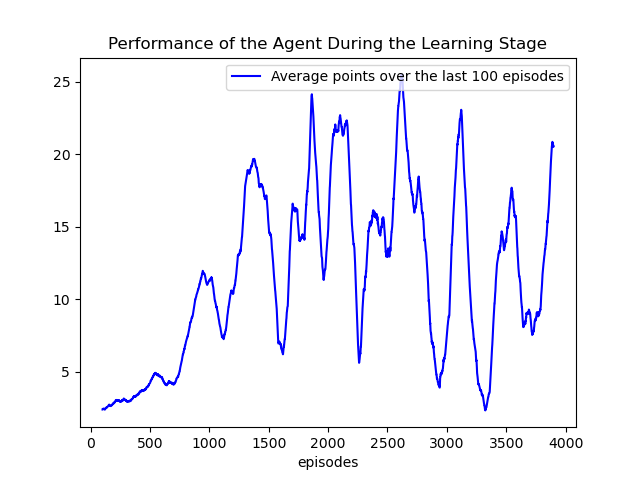 Performance of the Agent During the Learning Stage
Average points over the last 100 episodes
25
20
15
10
5
0 500 1000 1500 2000 2500 3000 3500 4000
episodes